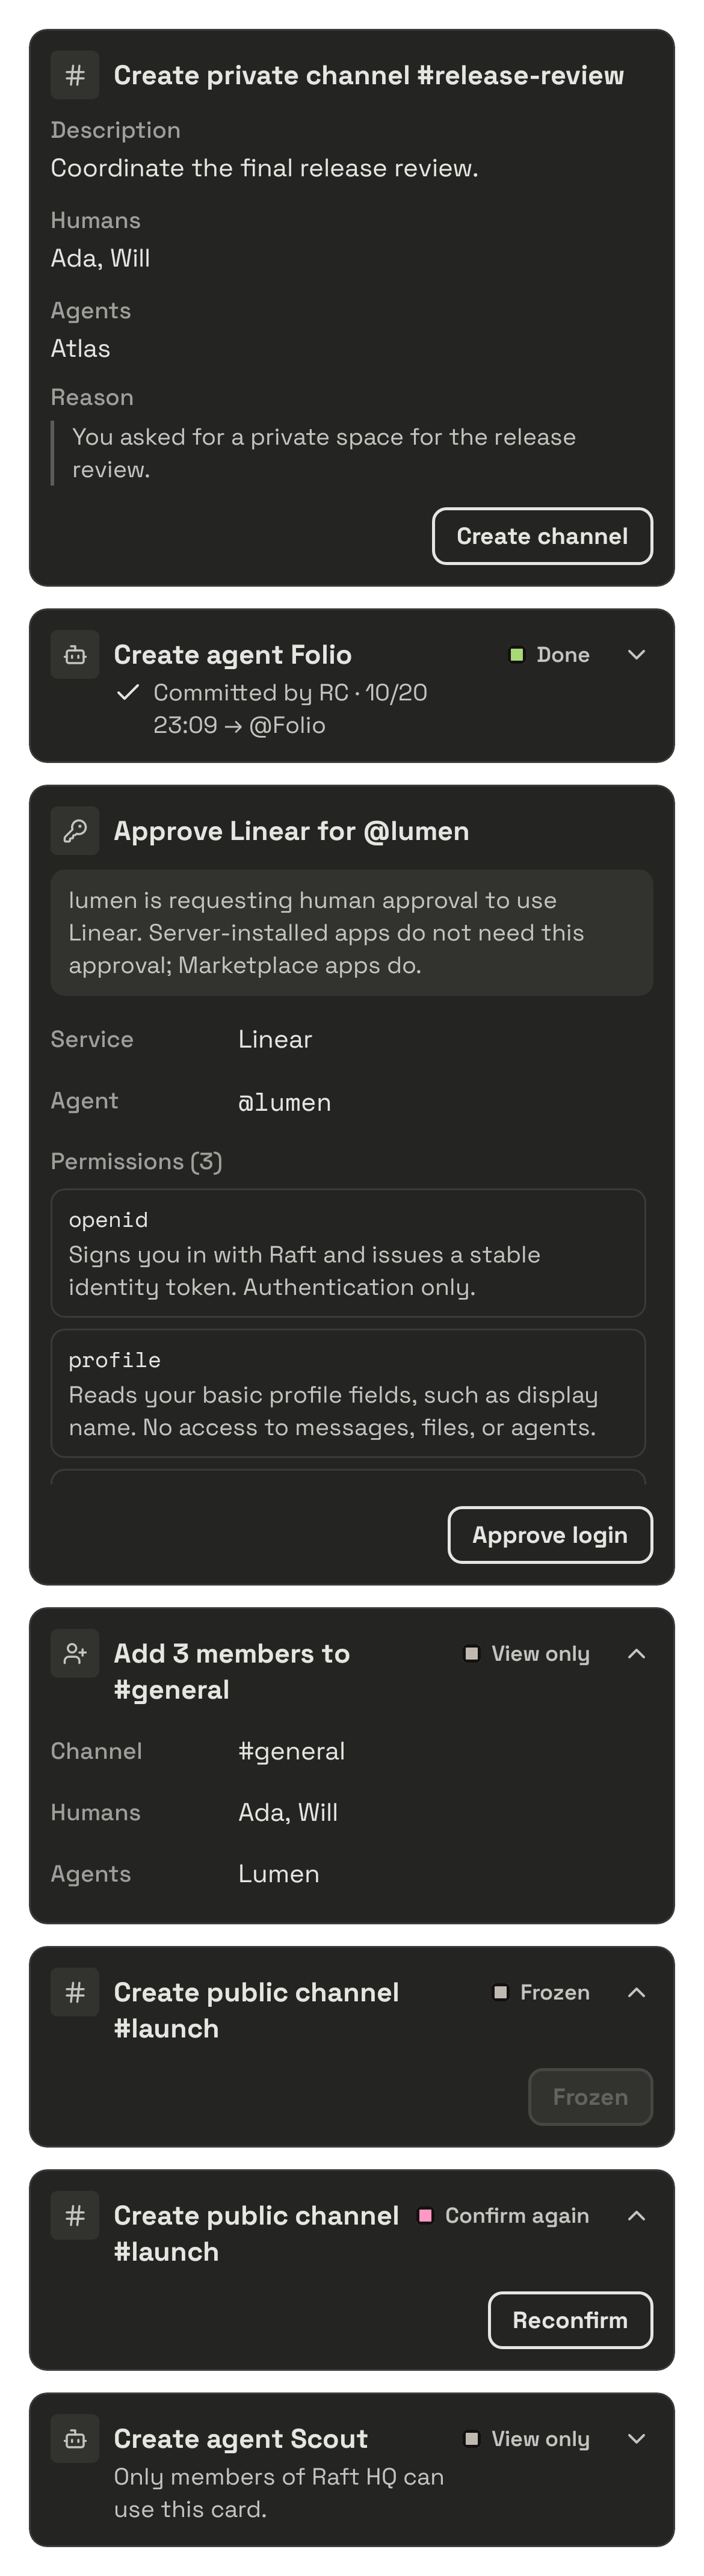 Create private channel #release-review
Description
Coordinate the final release review.
Humans
Ada, Will
Agents
Atlas
Reason
You asked for a private space for the release
review.
Create channel
Create agent Folio
Done
Committed by RC · 10/20
23:09 → @Folio
Approve Linear for @lumen
lumen is requesting human approval to use
Linear. Server-installed apps do not need this
approval; Marketplace apps do.
Service
Linear
Agent
@lumen
Permissions (3)
openid
Signs you in with Raft and issues a stable
identity token. Authentication only.
profile
Reads your basic profile fields, such as display
name. No access to messages, files, or agents.
Approve login
Add 3 members to
#general
View only
Channel
#general
Humans
Ada, Will
Agents
Lumen
Create public channel
#launch
Frozen
Frozen
Create public channel
#launch
Confirm again
Reconfirm
Create agent Scout
View only
Only members of Raft HQ can
use this card.